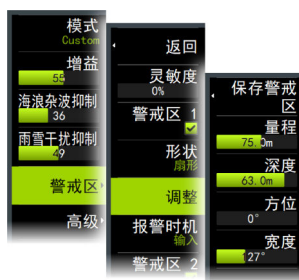 模式
Custom
增益
55
海浪杂波抑制
36
雨雪干扰抑制
49
警戒区
高级
返回
灵敏度
0%
警戒区 1
形状
扇形
调整
报警时机
输入
警戒区 2
保存警戒
区
量程
75.0m
深度
63.0m
方位
0°
宽度
127°